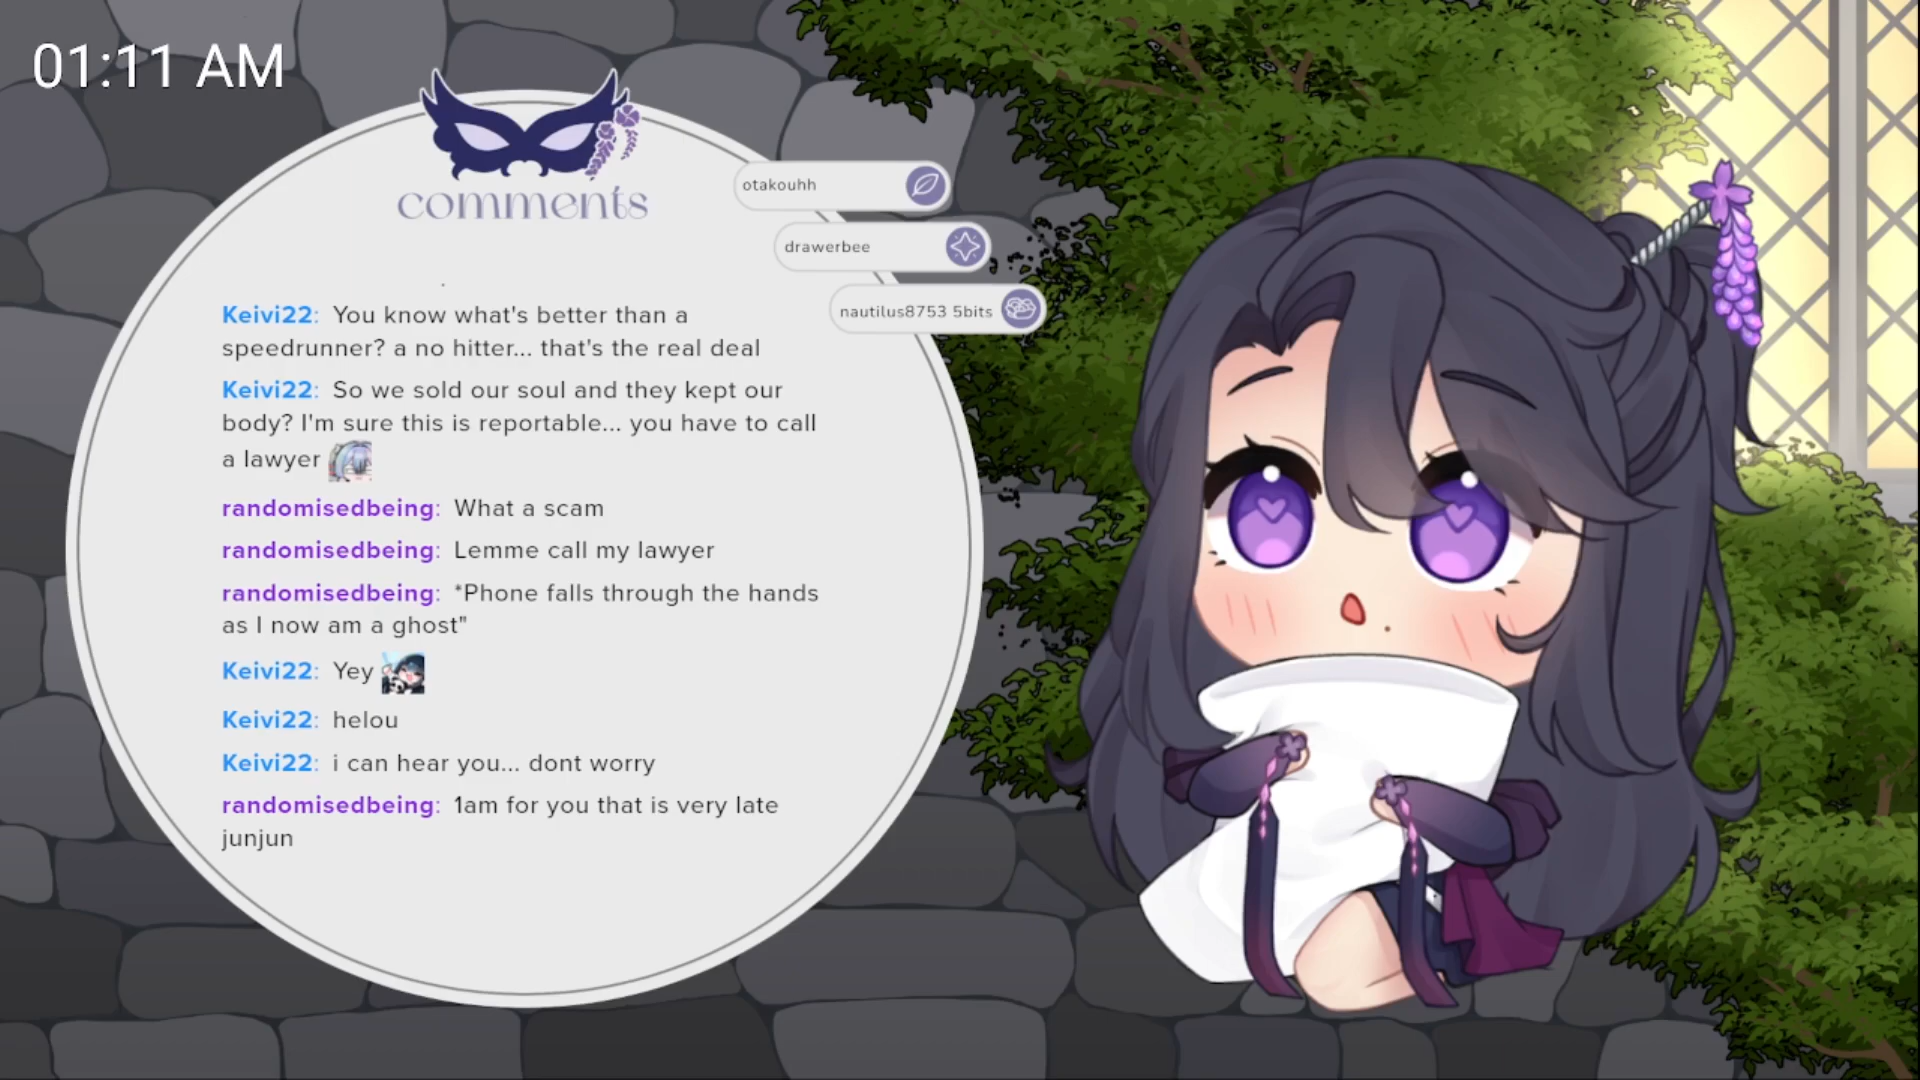 01:11 AM
comments
otakouhh
drawerbee
nautilus8753 5bits
Keivi22: You know what's better than a
speedrunner? a no hitter... that's the real deal
Keivi22: So we sold our soul and they kept our
body? I'm sure this is reportable... you have to call
a lawyer
randomisedbeing: What a scam
randomisedbeing: Lemme call my lawyer
randomisedbeing: *Phone falls through the hands
as I now am a ghost"
Keivi22: Yey
Keivi22: helou
Keivi22: i can hear you... dont worry
randomisedbeing: 1am for you that is very late
junjun